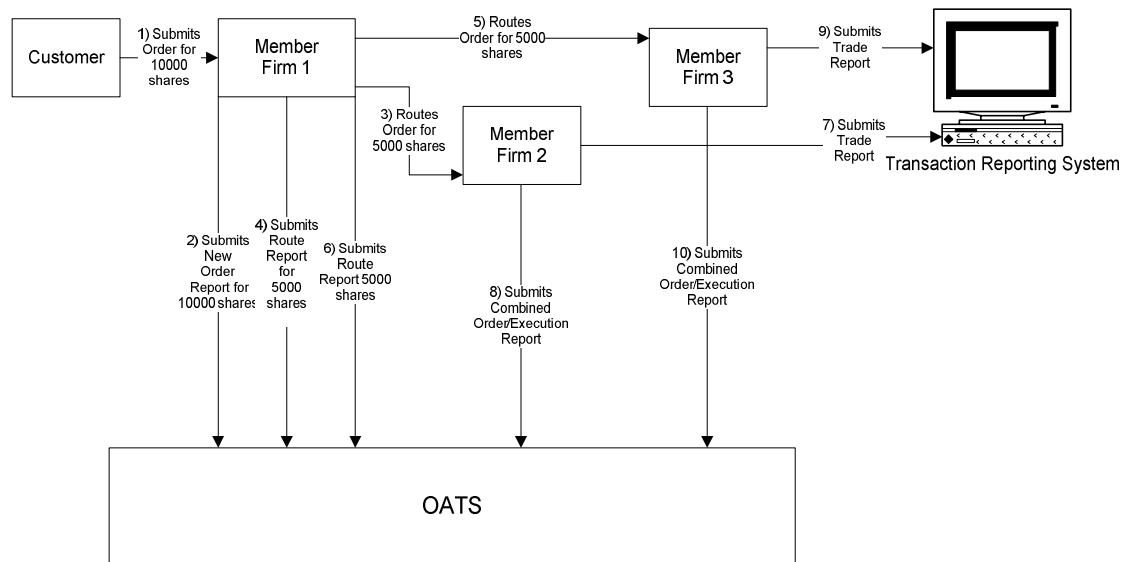 Customer
1) Submits
Order for
10000
shares
Member
Firm 1
5) Routes
Order for 5000
shares
Member
Firm 3
9) Submits
Trade
Report
3) Routes
Order for
5000 shares
Member
Firm 2
7) Submits
Trade
Report
Transaction Reporting System
2) Submits
New
Order
Report for
10000 shares
4) Submits
Route
Report
for
5000
shares
6) Submits
Route
Report 5000
shares
8) Submits
Combined
Order/Execution
Report
10) Submits
Combined
Order/Execution
Report
OATS